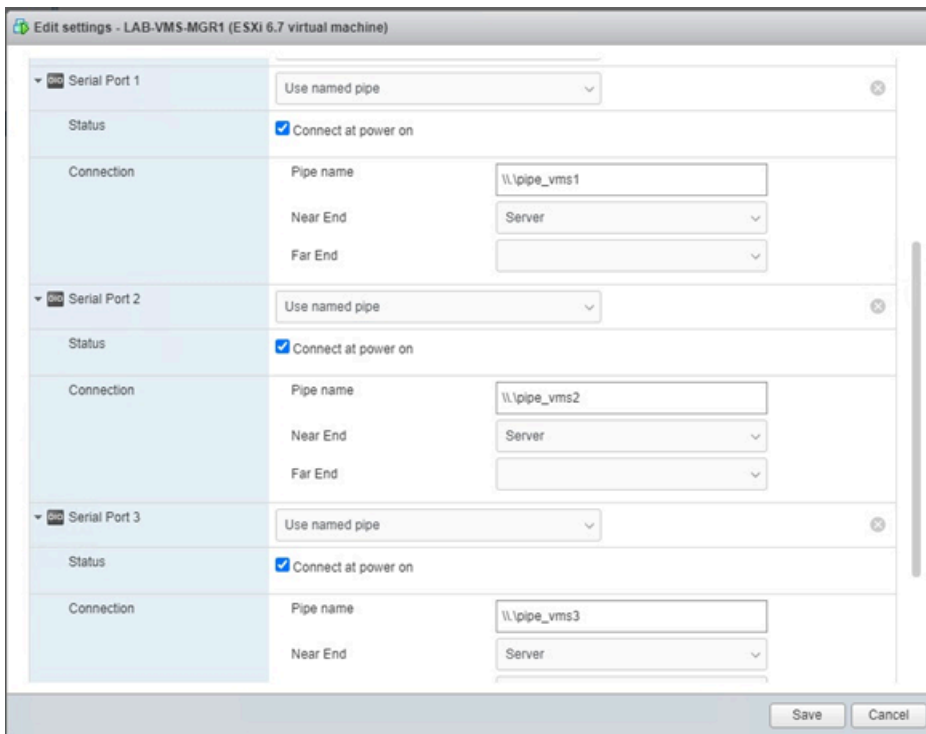 Edit settings - LAB-VMS-MGR1 (ESXi 6.7 virtual machine)
Serial Port 1 Use named pipe
Status Connect at power on
Connection Pipe name \\.\pipe_vms1
Near End Server
Far End
Serial Port 2 Use named pipe
Status Connect at power on
Connection Pipe name \\.\pipe_vms2
Near End Server
Far End
Serial Port 3 Use named pipe
Status Connect at power on
Connection Pipe name \\.\pipe_vms3
Near End Server
Save Cancel